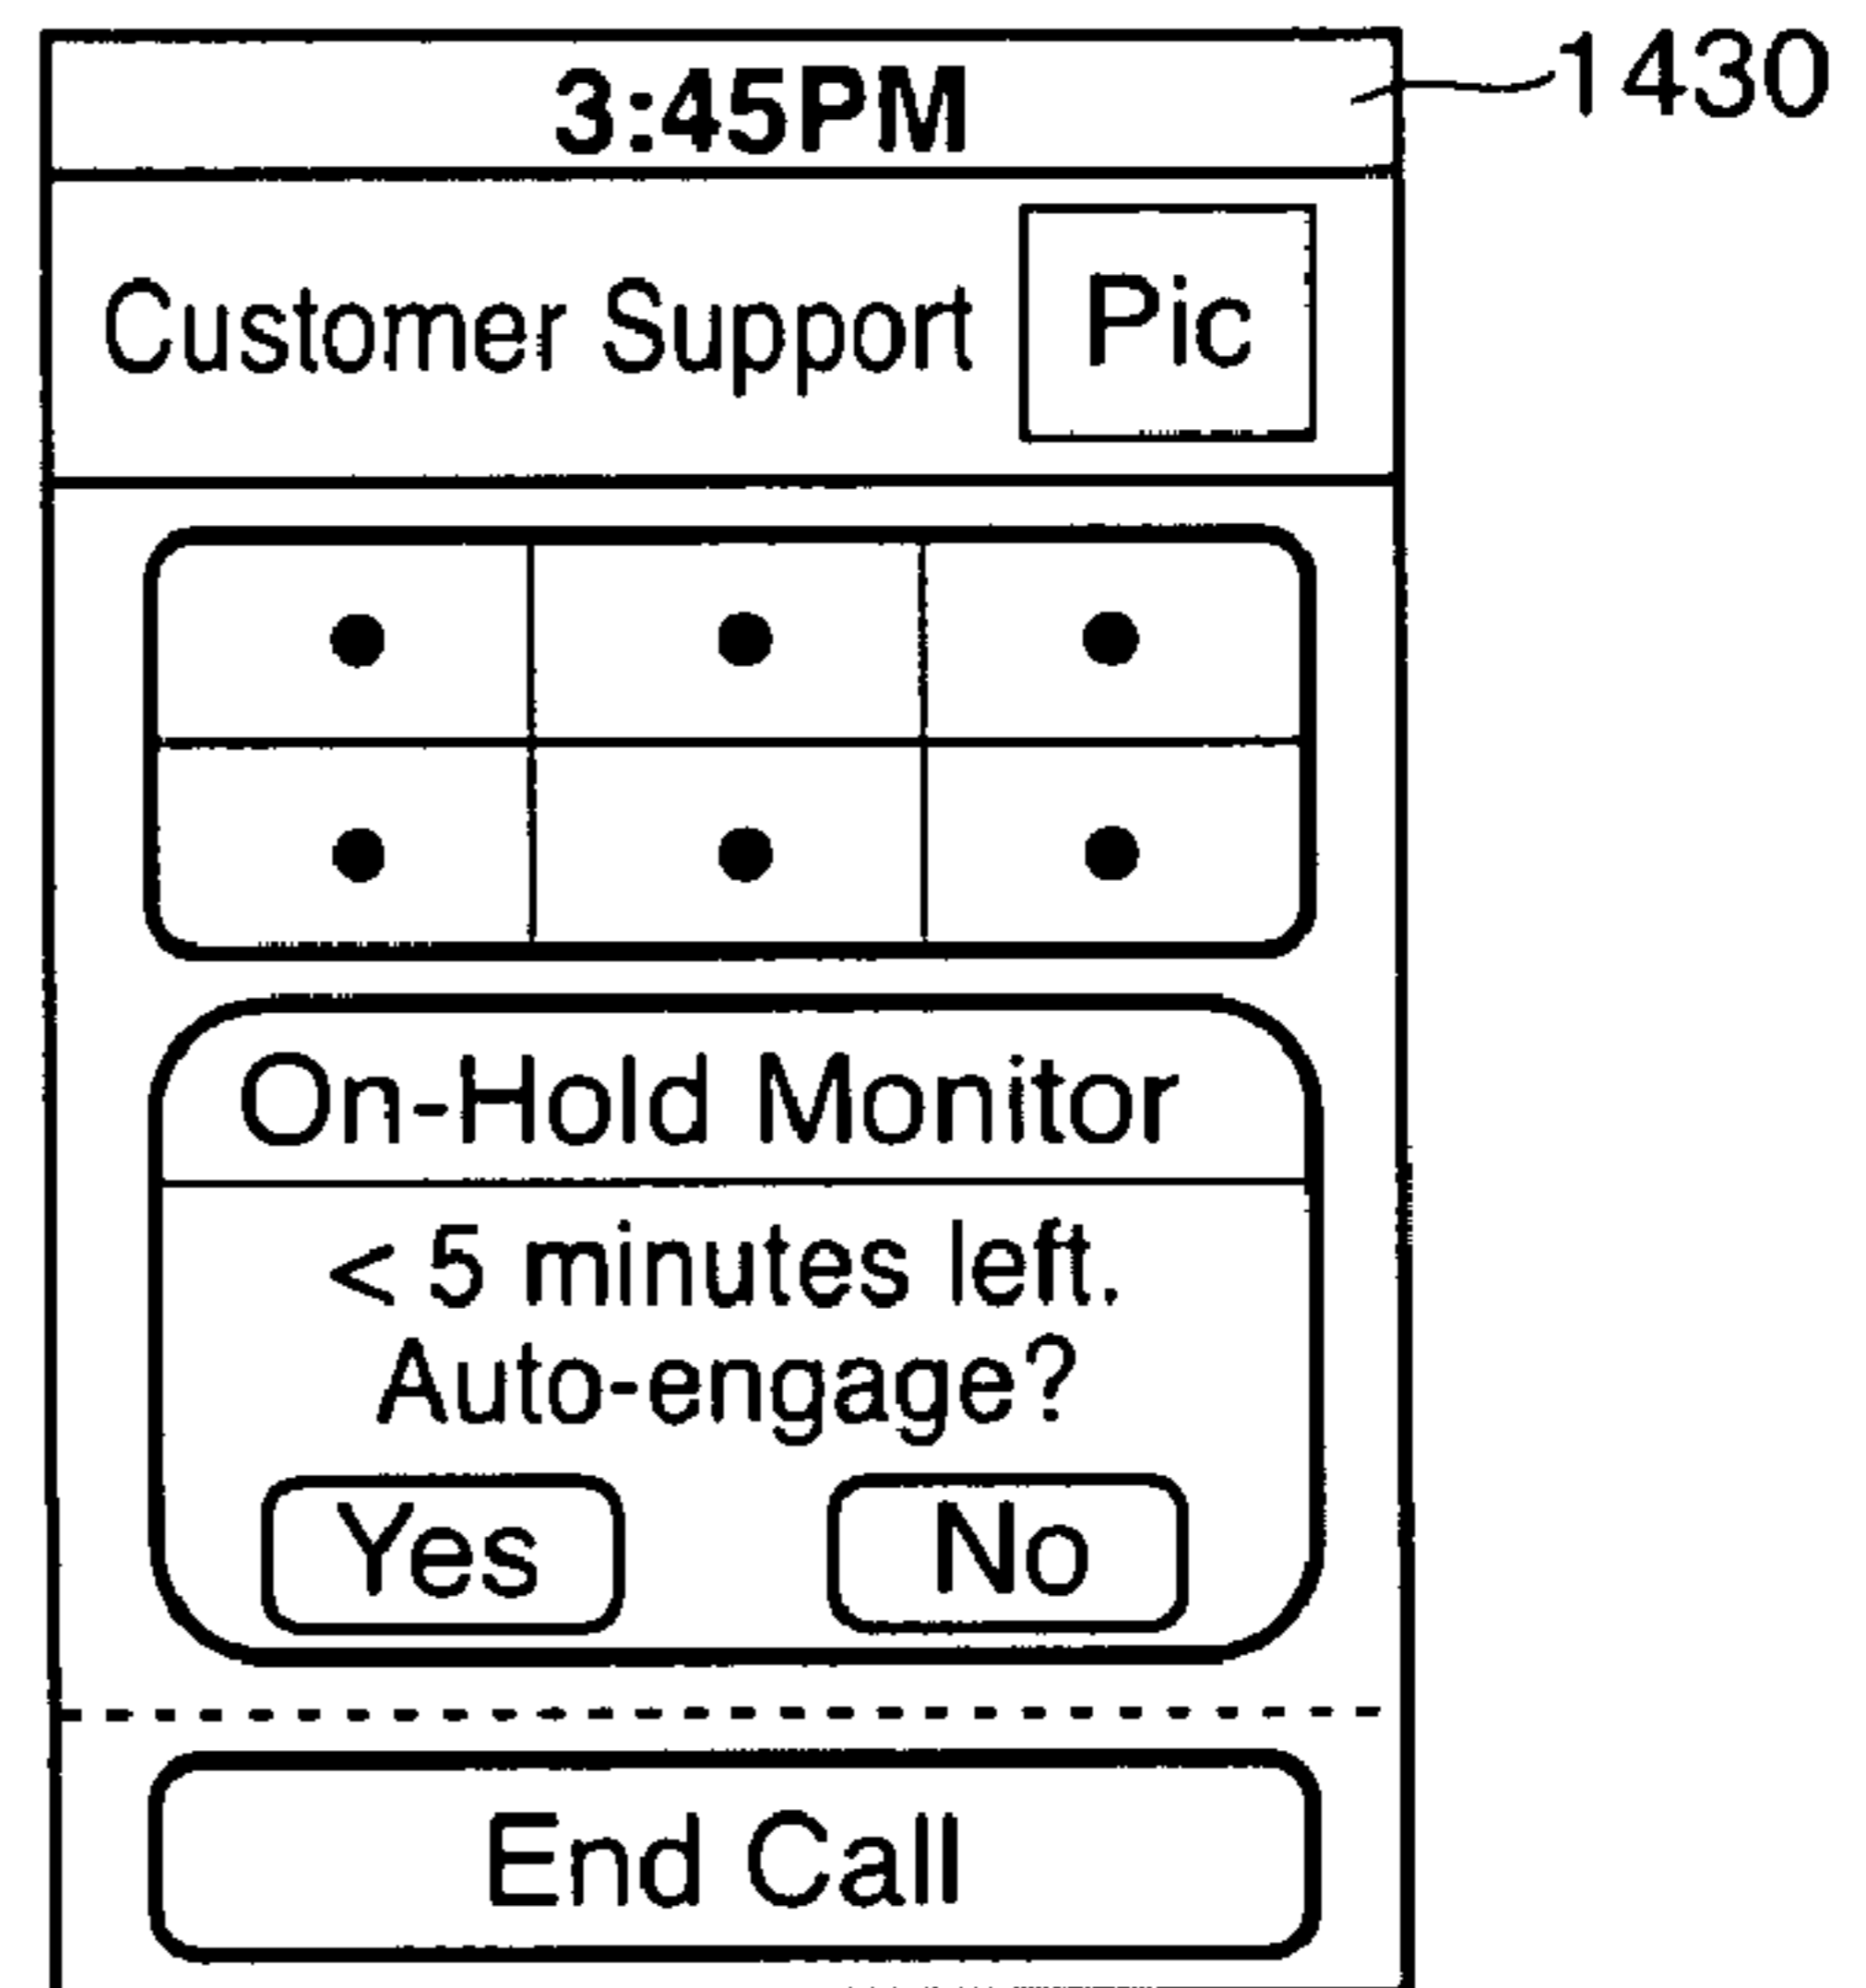 3:45PM
1430
Customer Support
Pic
On-Hold Monitor
< 5 minutes left.
Auto-engage?
Yes
No
End Call